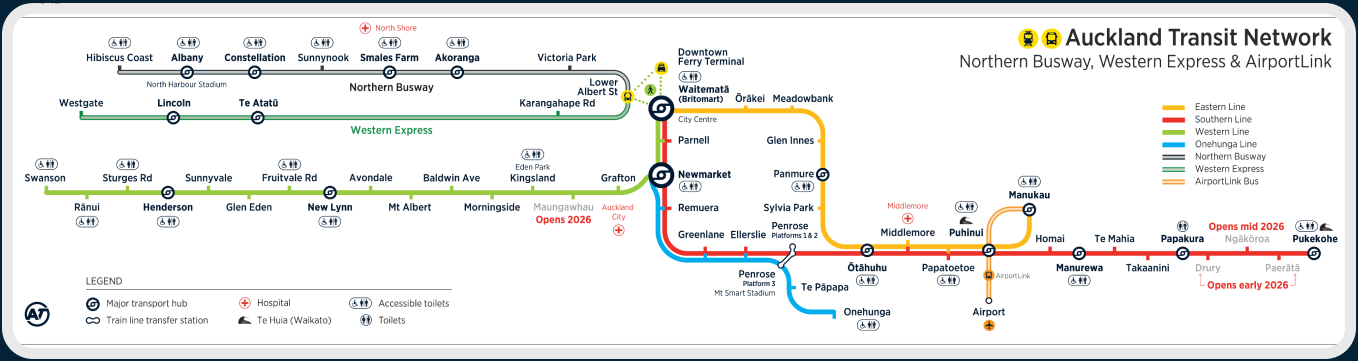 Auckland Transit Network
Northern Busway, Western Express & AirportLink
North Shore
Hibiscus Coast
Albany
Constellation
Sunnynook
Smales Farm
Akoranga
Victoria Park
North Harbour Stadium
Northern Busway
Lower
Albert St
Downtown
Ferry Terminal
Westgate
Lincoln
Te Atatū
Karangahape Rd
Western Express
Waitematā
(Britomart)
City Centre
Ōrākei
Meadowbank
Parnell
Glen Innes
Newmarket
Panmure
Remuera
Sylvia Park
Eastern Line
Southern Line
Western Line
Onehunga Line
Northern Busway
Western Express
AirportLink Bus
Swanson
Sturges Rd
Sunnyvale
Fruitvale Rd
Avondale
Baldwin Ave
Eden Park
Kingsland
Grafton
Rānui
Henderson
Glen Eden
New Lynn
Mt Albert
Morningside
Maungawhau
Opens 2026
Auckland
City
Greenlane
Ellerslie
Penrose
Platforms 1 & 2
Middlemore
Middlemore
Puhinui
Manukau
Homai
Te Mahia
Papakura
Opens mid 2026
Ngākōroa
Pukekohe
Penrose
Platform 3
Mt Smart Stadium
Te Pāpapa
Onehunga
Ōtāhuhu
Papatoetoe
AirportLink
Airport
Manurewa
Takaanini
Drury
Paerātā
Opens early 2026
LEGEND
Major transport hub
Hospital
Accessible toilets
Train line transfer station
Te Huia (Waikato)
Toilets
AT